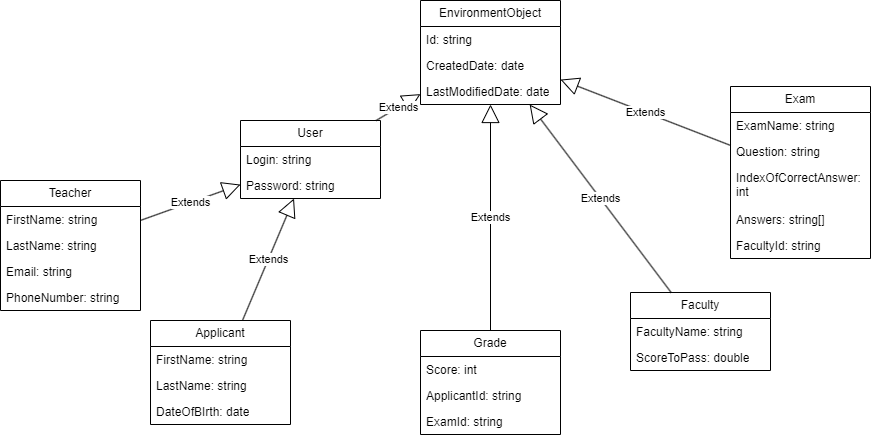 EnvironmentObject
Id: string
CreatedDate: date
LastModifiedDate: date
Extends
Extends
Exam
ExamName: string
Question: string
IndexOfCorrectAnswer:
int
Answers: string[]
FacultyId: string
User
Login: string
Password: string
Teacher
FirstName: string
LastName: string
Email: string
PhoneNumber: string
Extends
Extends
Extends
Extends
Applicant
FirstName: string
LastName: string
DateOfBIrth: date
Grade
Score: int
ApplicantId: string
ExamId: string
Faculty
FacultyName: string
ScoreToPass: double